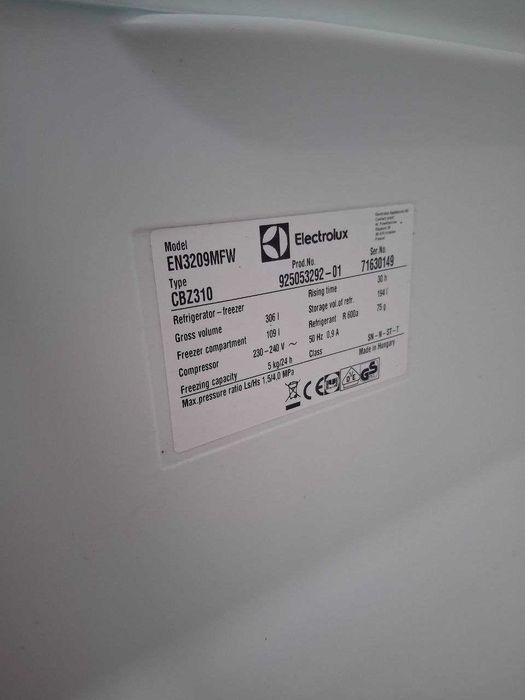 Model
EN3209MFW
Electrolux
Type
CBZ310
Prod.No.
925053292-01
Ser.No.
71630149
Refrigerator-freezer
Rising time 30 h
Gross volume 306 l
Storage vol.of refr. 194 l
Freezer compartment 109 l
Refrigerant R 600a 75 g
Compressor 230-240 V ~ 50 Hz 0,9 A
Freezing capacity 5 kg/24 h
Class SN-N-ST-T
Max.pressure ratio Ls/Hs 1,5/4,0 MPa
Made in Hungary
CE
GS